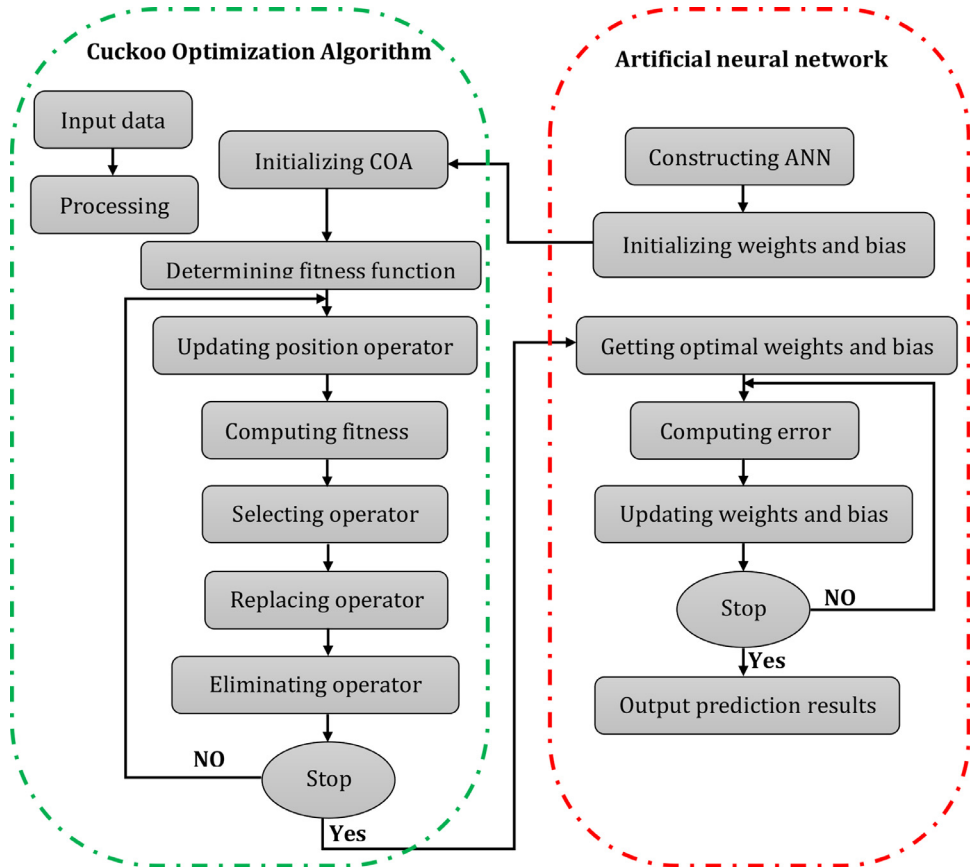 Cuckoo Optimization Algorithm
Input data
Processing
Initializing COA
Determining fitness function
Updating position operator
Computing fitness
Selecting operator
Replacing operator
Eliminating operator
NO
Stop
Yes
Artificial neural network
Constructing ANN
Initializing weights and bias
Getting optimal weights and bias
Computing error
Updating weights and bias
Stop
NO
Yes
Output prediction results